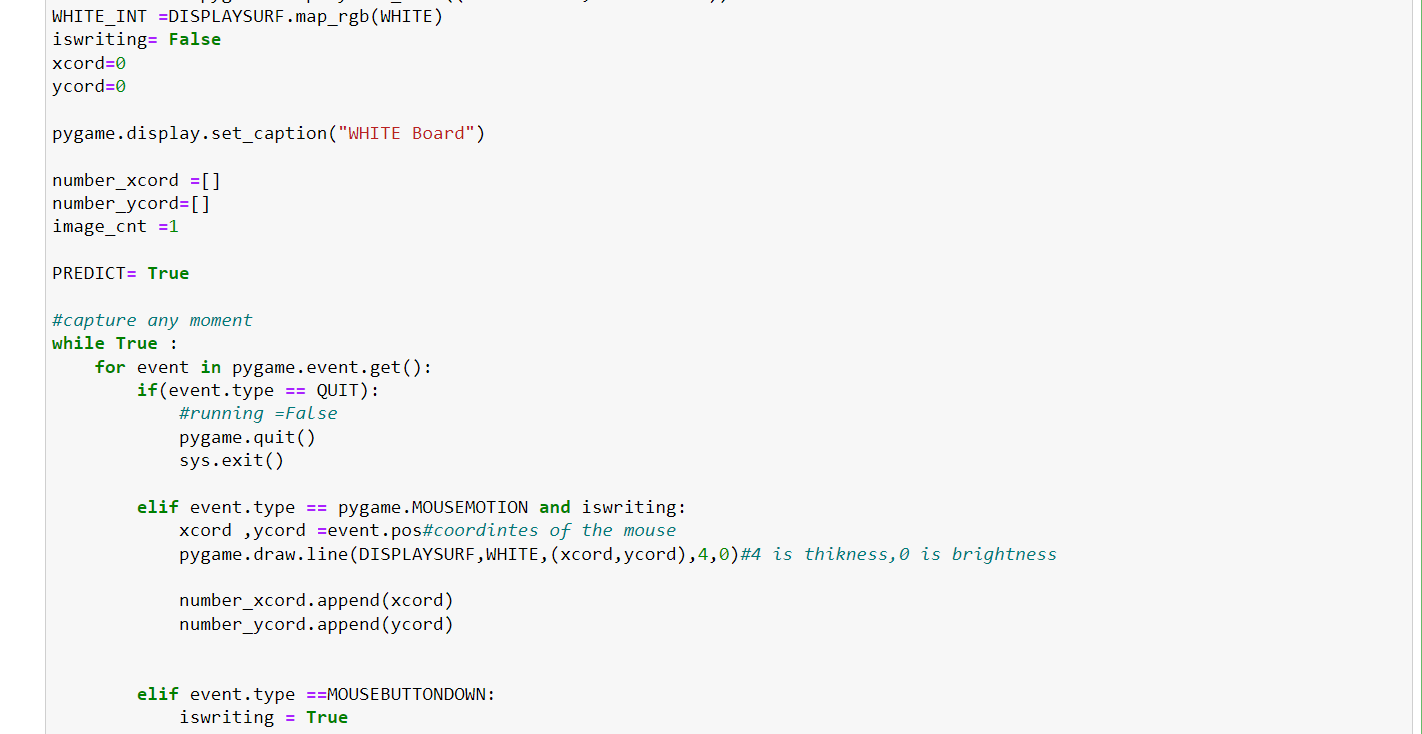 WHITE_INT =DISPLAYSURF.map_rgb(WHITE)
iswriting= False
xcord=0
ycord=0
pygame.display.set_caption("WHITE Board")
number_xcord =[]
number_ycord=[]
image_cnt =1
PREDICT= True
#capture any moment
while True :
    for event in pygame.event.get():
        if(event.type == QUIT):
            #running =False
            pygame.quit()
            sys.exit()
        elif event.type == pygame.MOUSEMOTION and iswriting:
            xcord ,ycord =event.pos#coordintes of the mouse
            pygame.draw.line(DISPLAYSURF,WHITE,(xcord,ycord),4,0)#4 is thikness,0 is brightness
            number_xcord.append(xcord)
            number_ycord.append(ycord)
        elif event.type ==MOUSEBUTTONDOWN:
            iswriting = True